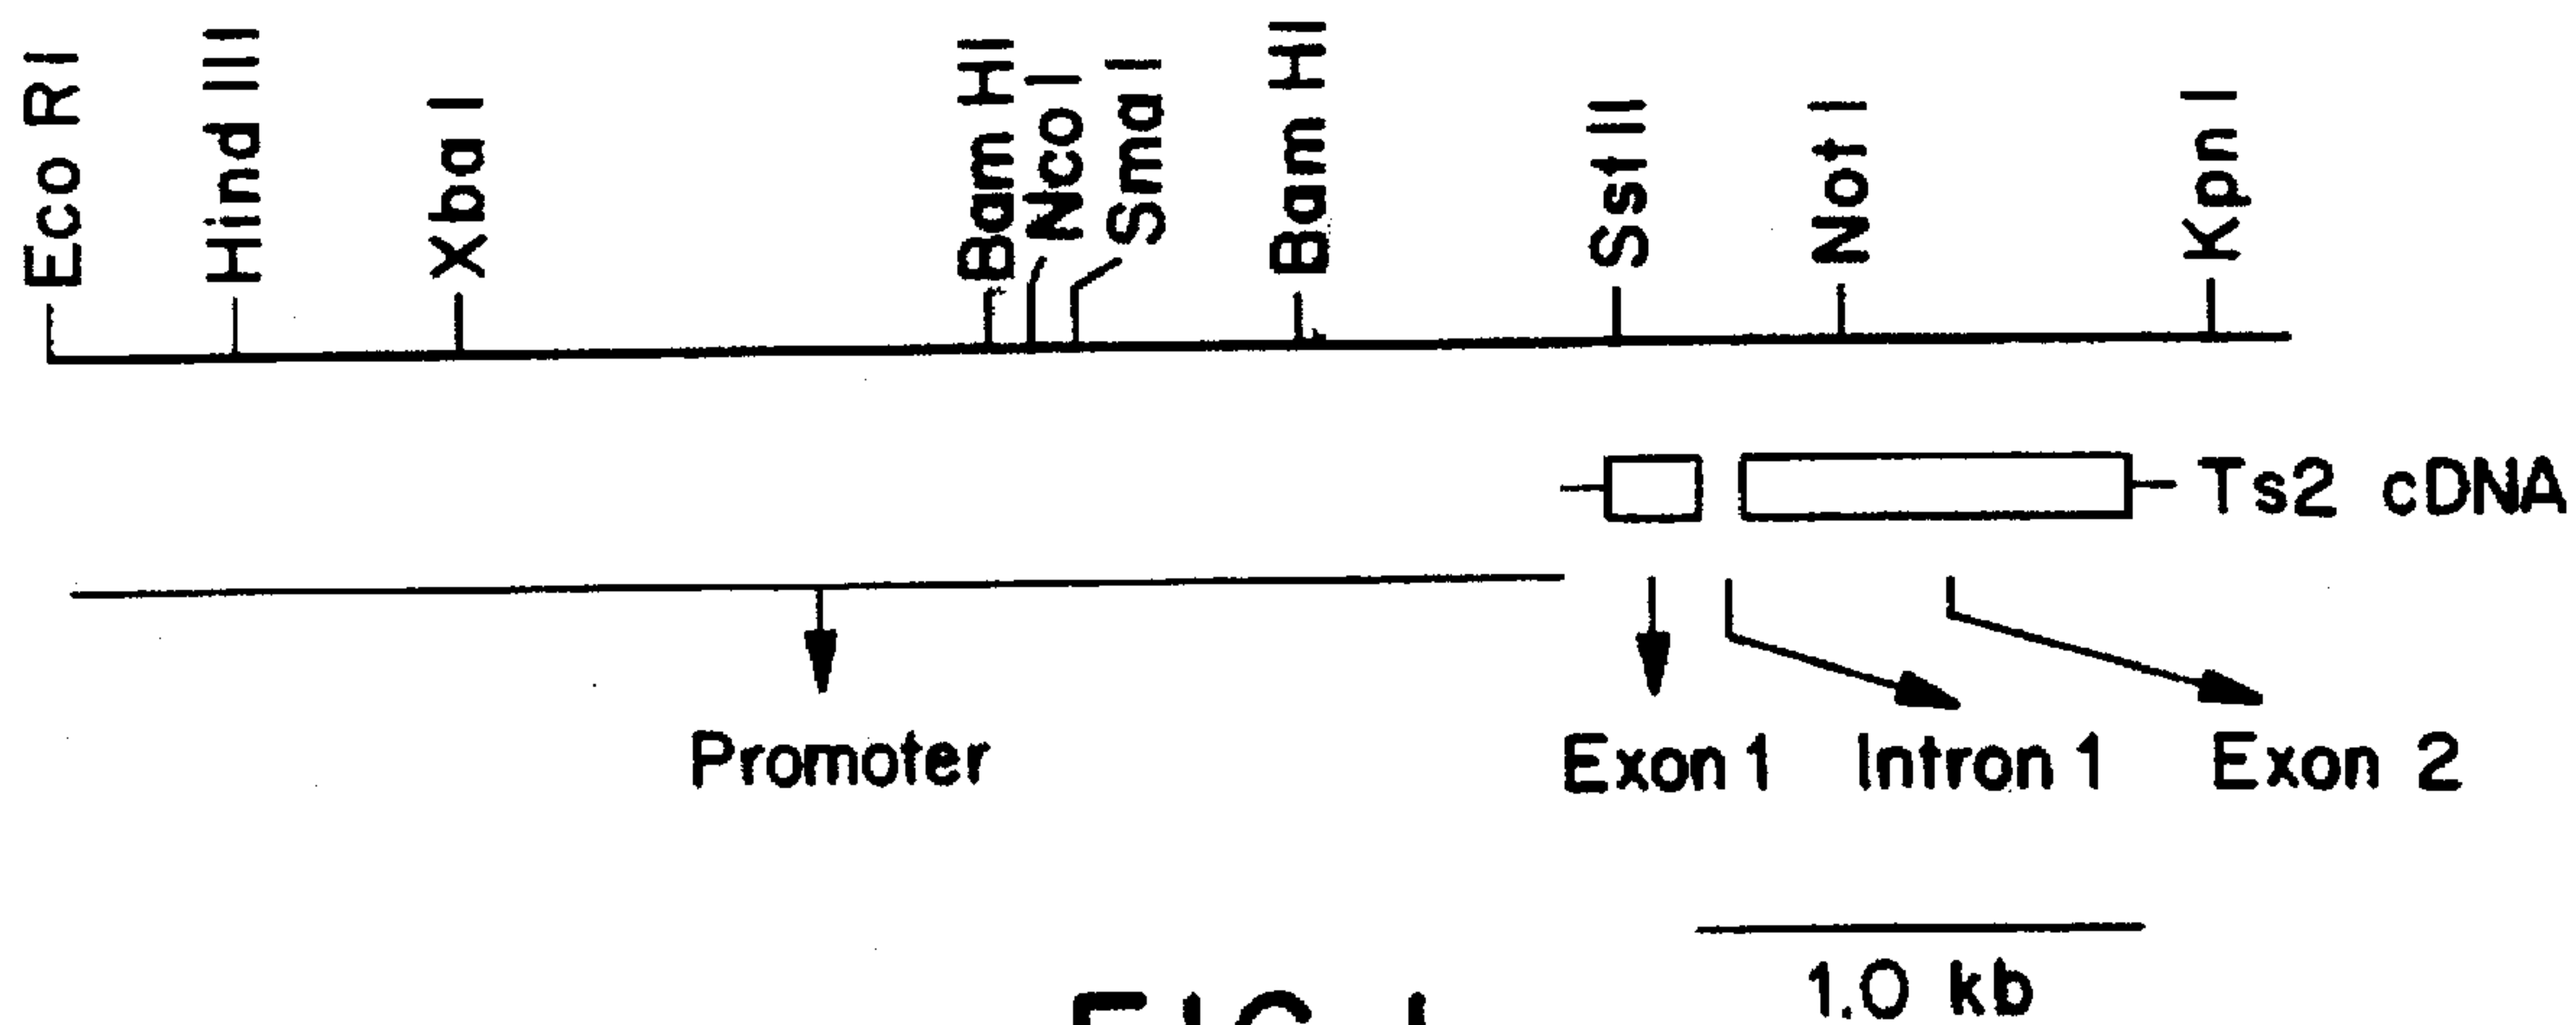 Eco RI
Hind III
Xba I
Bam HI
Nco I
Sma I
Bam HI
Sst II
Not I
Kpn I
Ts2 cDNA
Promoter
Exon 1
Intron 1
Exon 2
1.0 kb